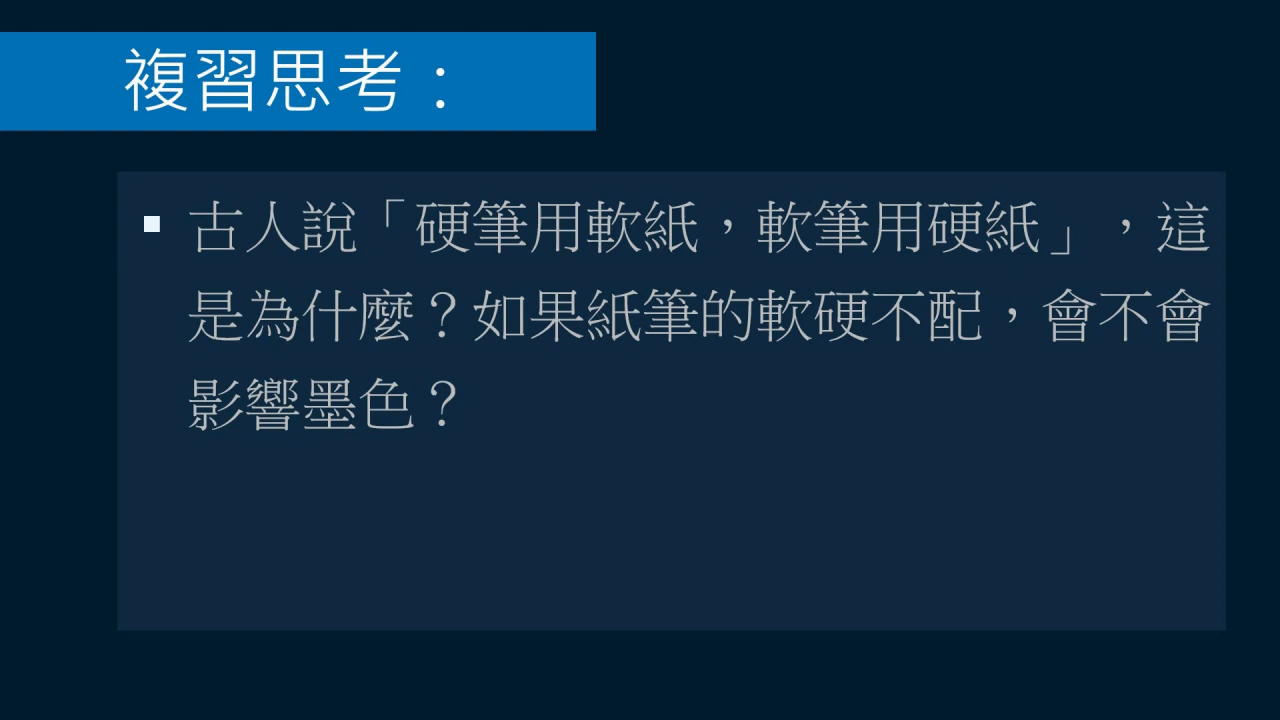 複習思考：
▪ 古人說「硬筆用軟紙，軟筆用硬紙」，這
是為什麼？如果紙筆的軟硬不配，會不會
影響墨色？